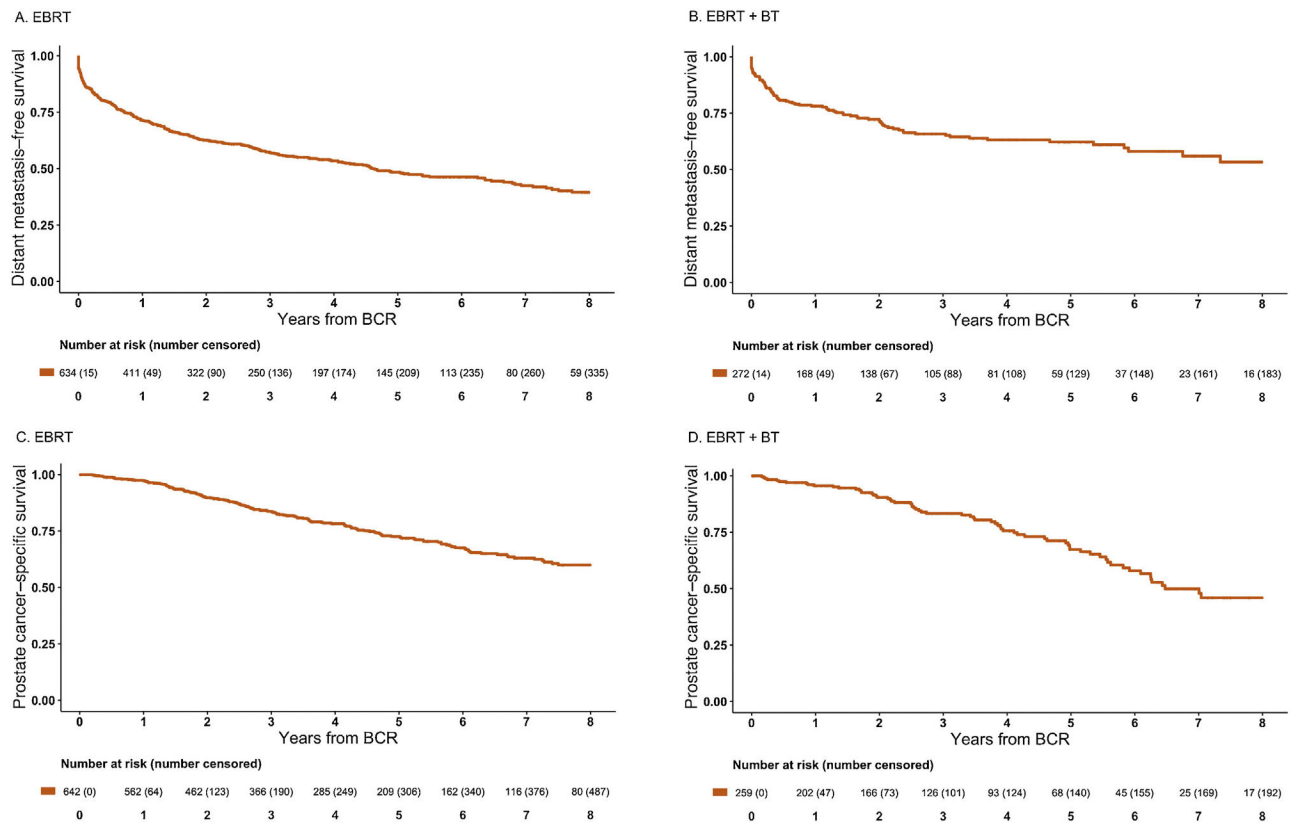 A. EBRT
Distant metastasis–free survival
1.00
0.75
0.50
0.25
0.00
0 1 2 3 4 5 6 7 8
Years from BCR
Number at risk (number censored)
634 (15) 411 (49) 322 (90) 250 (136) 197 (174) 145 (209) 113 (235) 80 (260) 59 (335)
0 1 2 3 4 5 6 7 8
B. EBRT + BT
Distant metastasis–free survival
1.00
0.75
0.50
0.25
0.00
0 1 2 3 4 5 6 7 8
Years from BCR
Number at risk (number censored)
272 (14) 168 (49) 138 (67) 105 (88) 81 (108) 59 (129) 37 (148) 23 (161) 16 (183)
0 1 2 3 4 5 6 7 8
C. EBRT
Prostate cancer–specific survival
1.00
0.75
0.50
0.25
0.00
0 1 2 3 4 5 6 7 8
Years from BCR
Number at risk (number censored)
642 (0) 562 (64) 462 (123) 366 (190) 285 (249) 209 (306) 162 (340) 116 (376) 80 (487)
0 1 2 3 4 5 6 7 8
D. EBRT + BT
Prostate cancer–specific survival
1.00
0.75
0.50
0.25
0.00
0 1 2 3 4 5 6 7 8
Years from BCR
Number at risk (number censored)
259 (0) 202 (47) 166 (73) 126 (101) 93 (124) 68 (140) 45 (155) 25 (169) 17 (192)
0 1 2 3 4 5 6 7 8